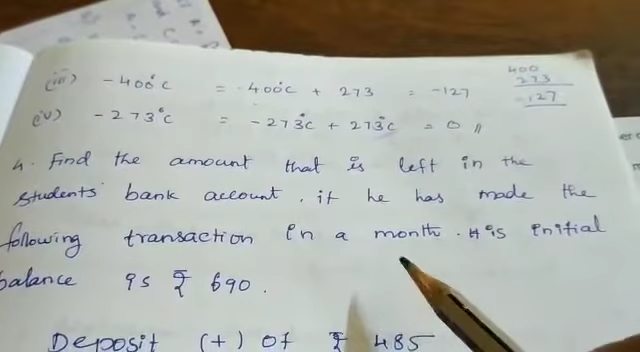 (iii) -400°C = 400°C + 273 = -127
400
273
-127
(iv) -273°C = -273°C + 273°C = 0 //
4. Find the amount that is left in the
students' bank account, if he has made the
following transaction in a month. His initial
balance is ₹ 690.
Deposit (+) of ₹ 485